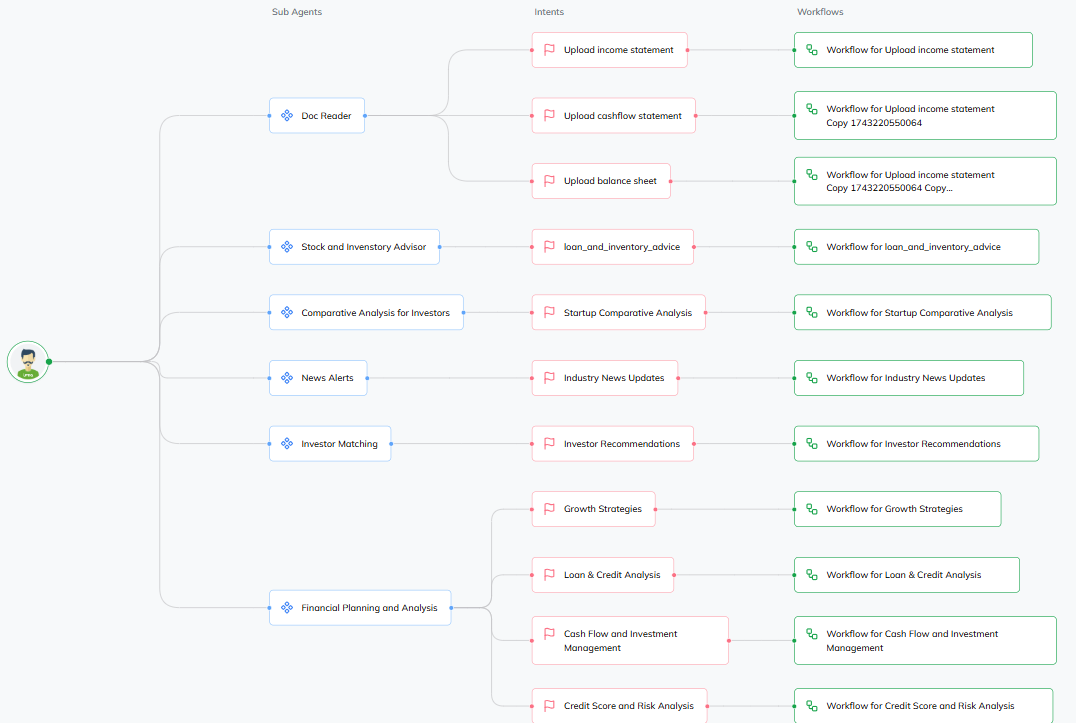 Sub Agents
Intents
Workflows
Upload income statement
Workflow for Upload income statement
Doc Reader
Upload cashflow statement
Workflow for Upload income statement
Copy 1743220550064
Upload balance sheet
Workflow for Upload income statement
Copy 1743220550064 Copy...
Stock and Invenstory Advisor
loan_and_inventory_advice
Workflow for loan_and_inventory_advice
Comparative Analysis for Investors
Startup Comparative Analysis
Workflow for Startup Comparative Analysis
News Alerts
Industry News Updates
Workflow for Industry News Updates
Investor Matching
Investor Recommendations
Workflow for Investor Recommendations
Growth Strategies
Workflow for Growth Strategies
Loan & Credit Analysis
Workflow for Loan & Credit Analysis
Financial Planning and Analysis
Cash Flow and Investment
Management
Workflow for Cash Flow and Investment
Management
Credit Score and Risk Analysis
Workflow for Credit Score and Risk Analysis